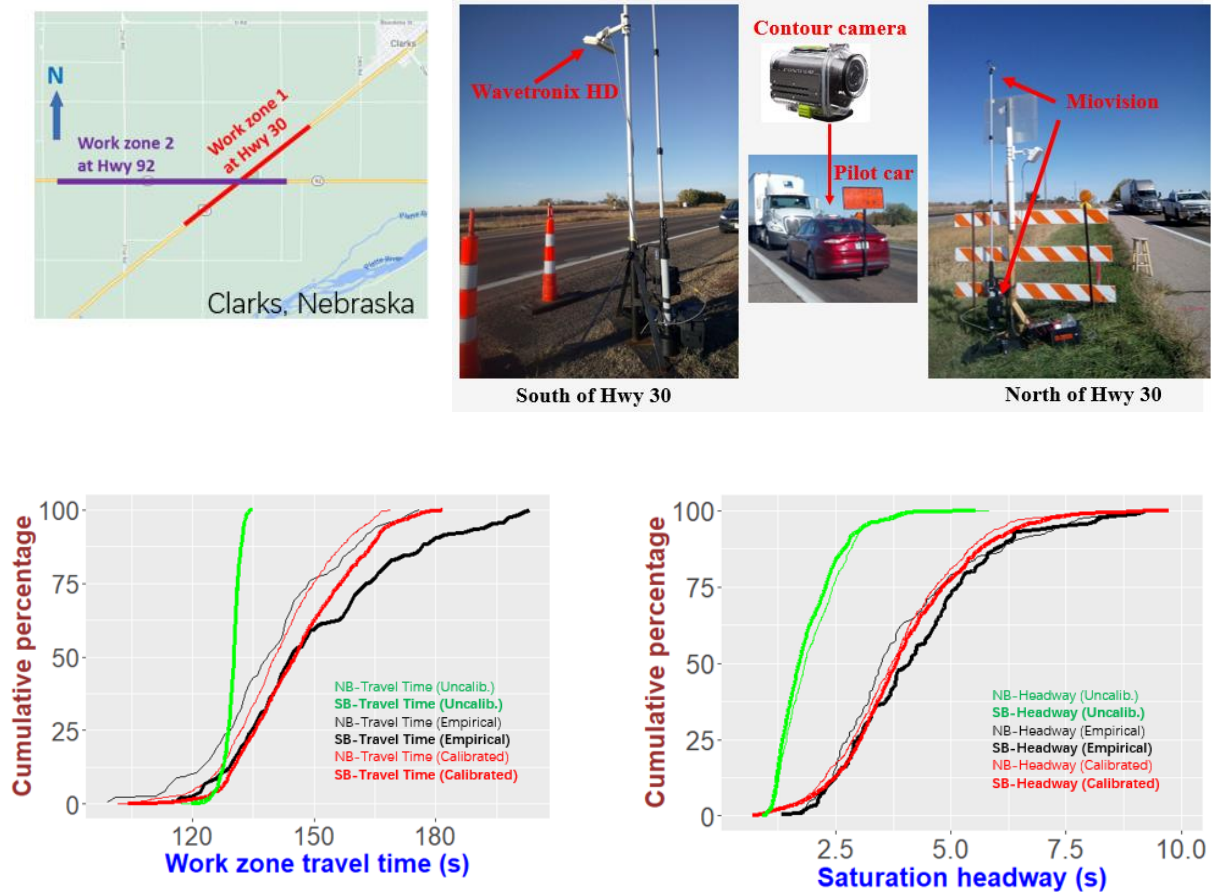 Clarks
N
Work zone 1
at Hwy 30
Work zone 2
at Hwy 92
92
Platte River
Clarks, Nebraska
Contour camera
Wavetronix HD
Miovision
Pilot car
CONTOUR
South of Hwy 30
North of Hwy 30
Cumulative percentage
100
75
50
25
0
NB-Travel Time (Uncalib.)
SB-Travel Time (Uncalib.)
NB-Travel Time (Empirical)
SB-Travel Time (Empirical)
NB-Travel Time (Calibrated)
SB-Travel Time (Calibrated)
120 150 180
Work zone travel time (s)
Cumulative percentage
100
75
50
25
0
NB-Headway (Uncalib.)
SB-Headway (Uncalib.)
NB-Headway (Empirical)
SB-Headway (Empirical)
NB-Headway (Calibrated)
SB-Headway (Calibrated)
2.5 5.0 7.5 10.0
Saturation headway (s)